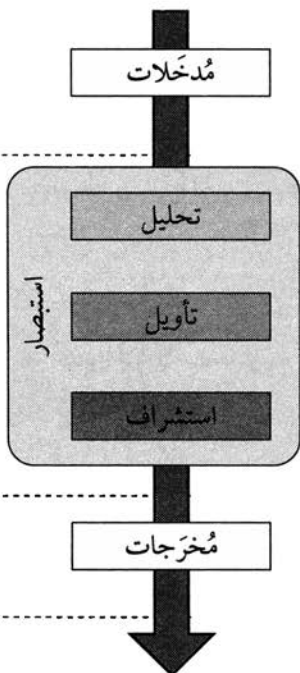 مُدخَلات
تحليل
تأويل
استشراف
استبصار
مُخرَجات